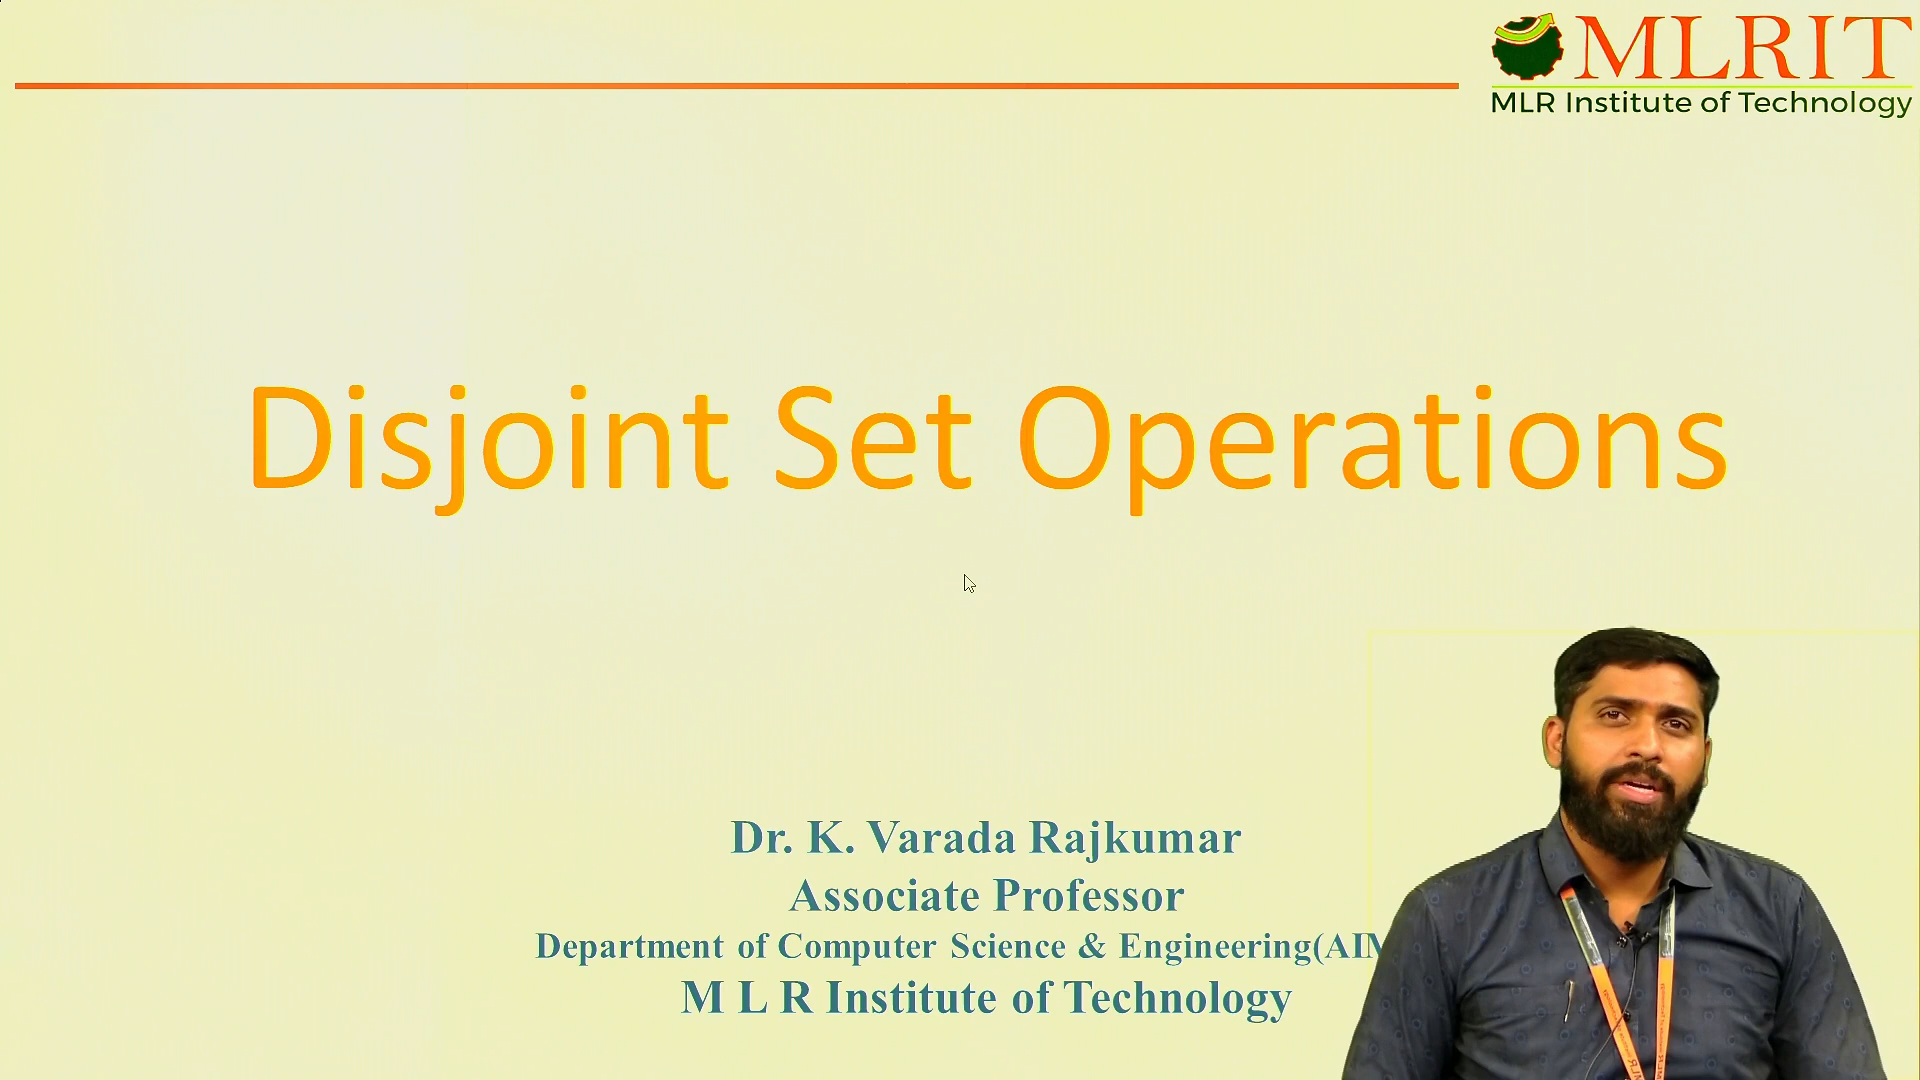 MLRIT
MLR Institute of Technology
Disjoint Set Operations
Dr. K. Varada Rajkumar
Associate Professor
Department of Computer Science & Engineering(AI
M L R Institute of Technology